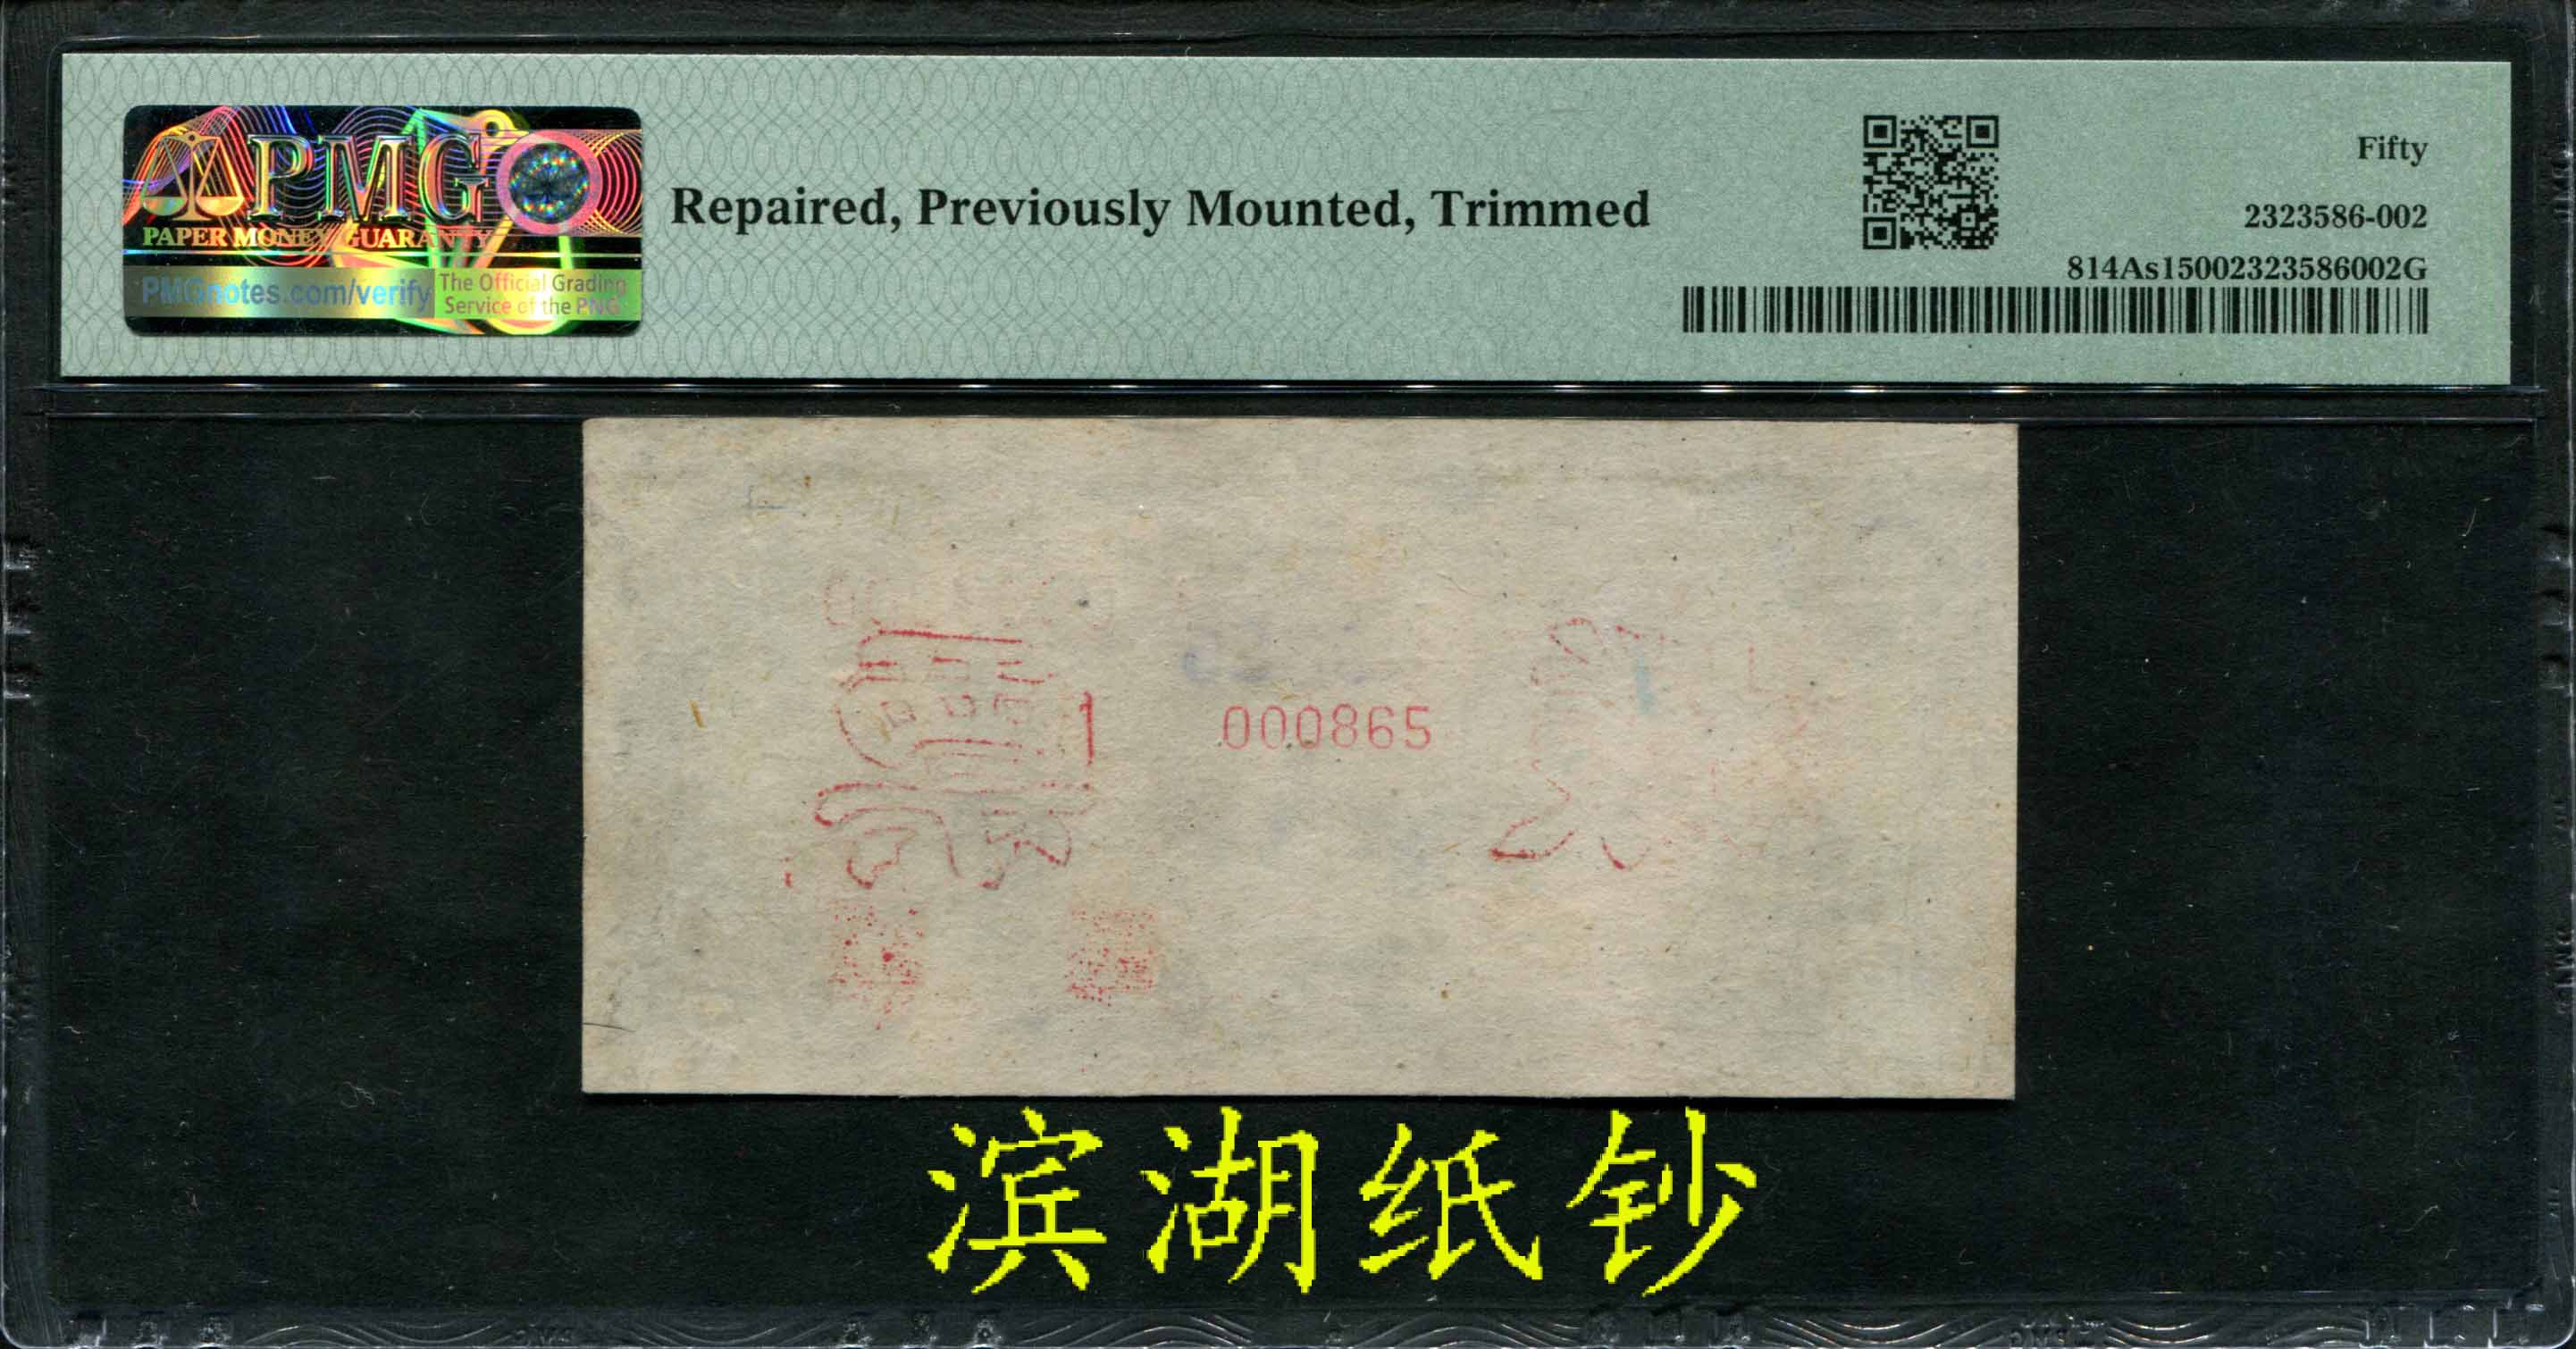 PMG
PAPER MONEY GUARANTY
PMGnotes.com/verify
The Official Grading
Service of the PNG
Repaired, Previously Mounted, Trimmed
Fifty
2323586-002
814As15002323586002G
000865
滨湖纸钞